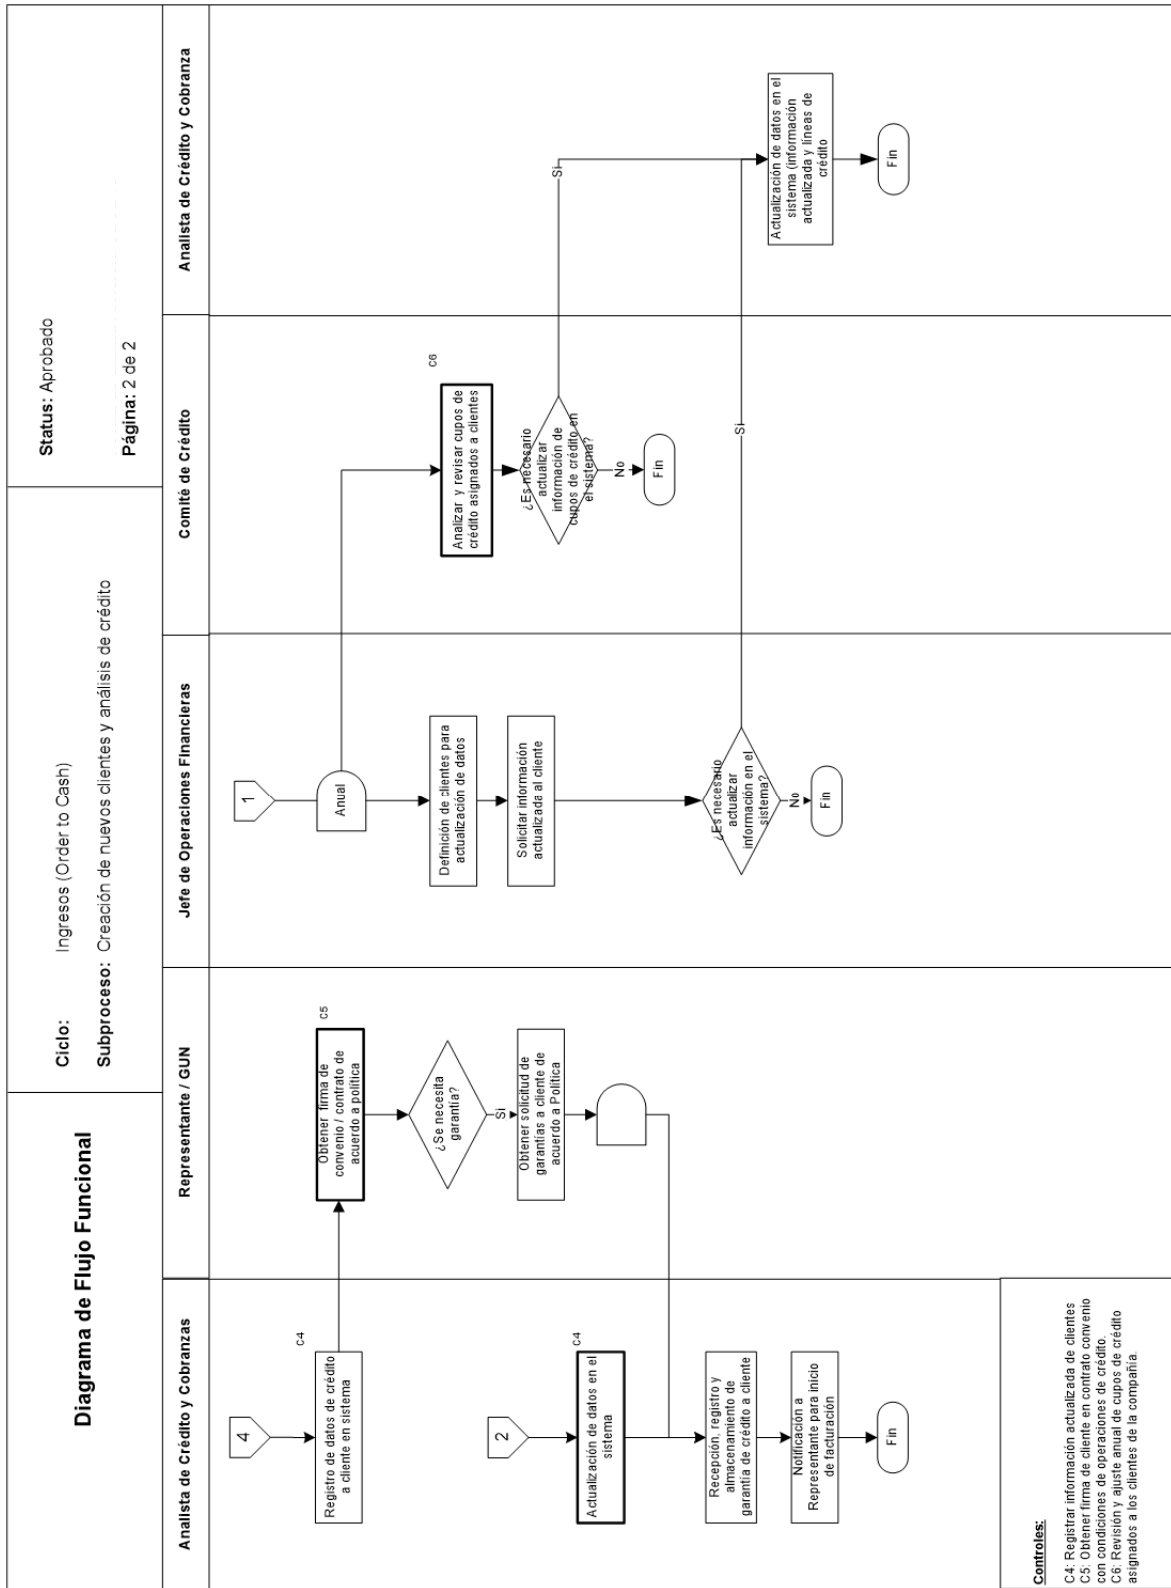 Diagrama de Flujo Funcional
Ciclo: Ingresos (Order to Cash)
Subproceso: Creación de nuevos clientes y análisis de crédito
Status: Aprobado
Página: 2 de 2
Analista de Crédito y Cobranzas
Representante / GUN
Jefe de Operaciones Financieras
Comité de Crédito
Analista de Crédito y Cobranza
4
Registro de datos de crédito
a cliente en sistema
C4
2
Actualización de datos en el
sistema
C4
Recepción, registro y
almacenamiento de
garantía de crédito a cliente
Notificación a
Representante para inicio
de facturación
Fin
Obtener firma de
convenio / contrato de
acuerdo a política
C5
¿Se necesita
garantía?
Si
Obtener solicitud de
garantías a cliente de
acuerdo a Política
1
Anual
Definición de clientes para
actualización de datos
Solicitar información
actualizada al cliente
¿Es necesario
actualizar
información en el
sistema?
No
Fin
Si
Analizar y revisar cupos de
crédito asignados a clientes
C6
¿Es necesario
actualizar
información de
cupos de crédito en
el sistema?
No
Fin
Si
Actualización de datos en el
sistema (información
actualizada y líneas de
crédito
Fin
Controles:
C4: Registrar información actualizada de clientes
C5: Obtener firma de cliente en contrato convenio
con condiciones de operaciones de crédito.
C6: Revisión y ajuste anual de cupos de crédito
asignados a los clientes de la compañía.